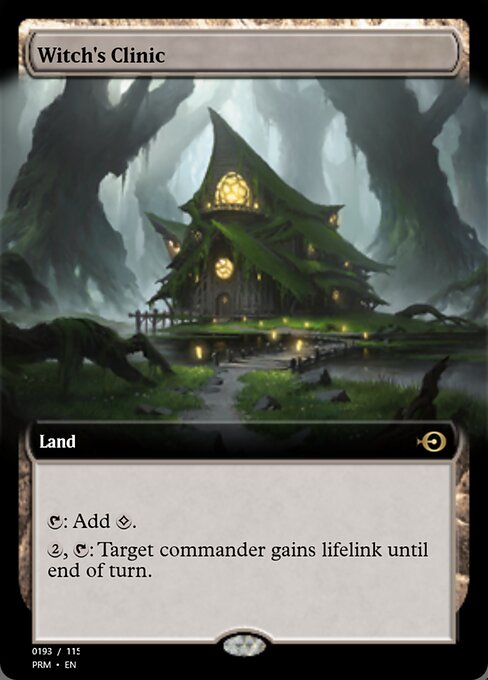 Witch's Clinic
Land
: Add .
2, : Target commander gains lifelink until
end of turn.
0193 / 115
PRM • EN